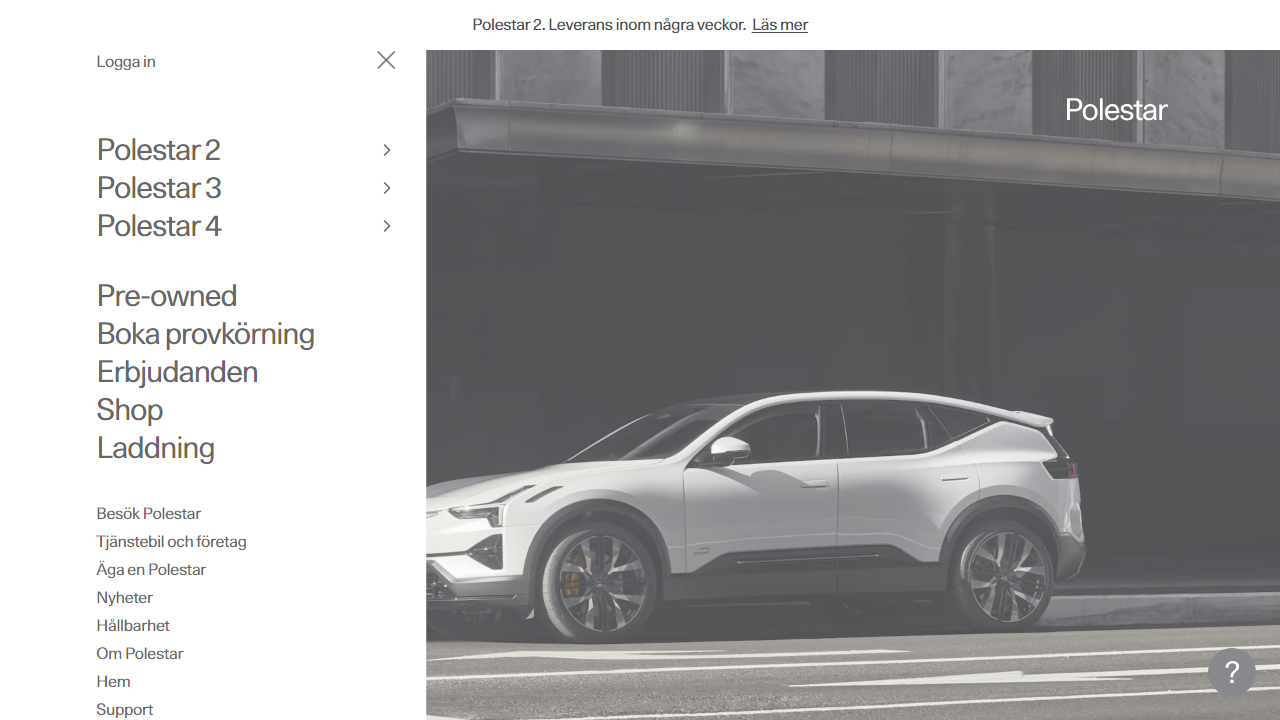 Polestar 2. Leverans inom några veckor. Läs mer
Logga in
Polestar
Polestar 2
Polestar 3
Polestar 4
Pre-owned
Boka provkörning
Erbjudanden
Shop
Laddning
Besök Polestar
Tjänstebil och företag
Äga en Polestar
Nyheter
Hållbarhet
Om Polestar
Hem
Support
?